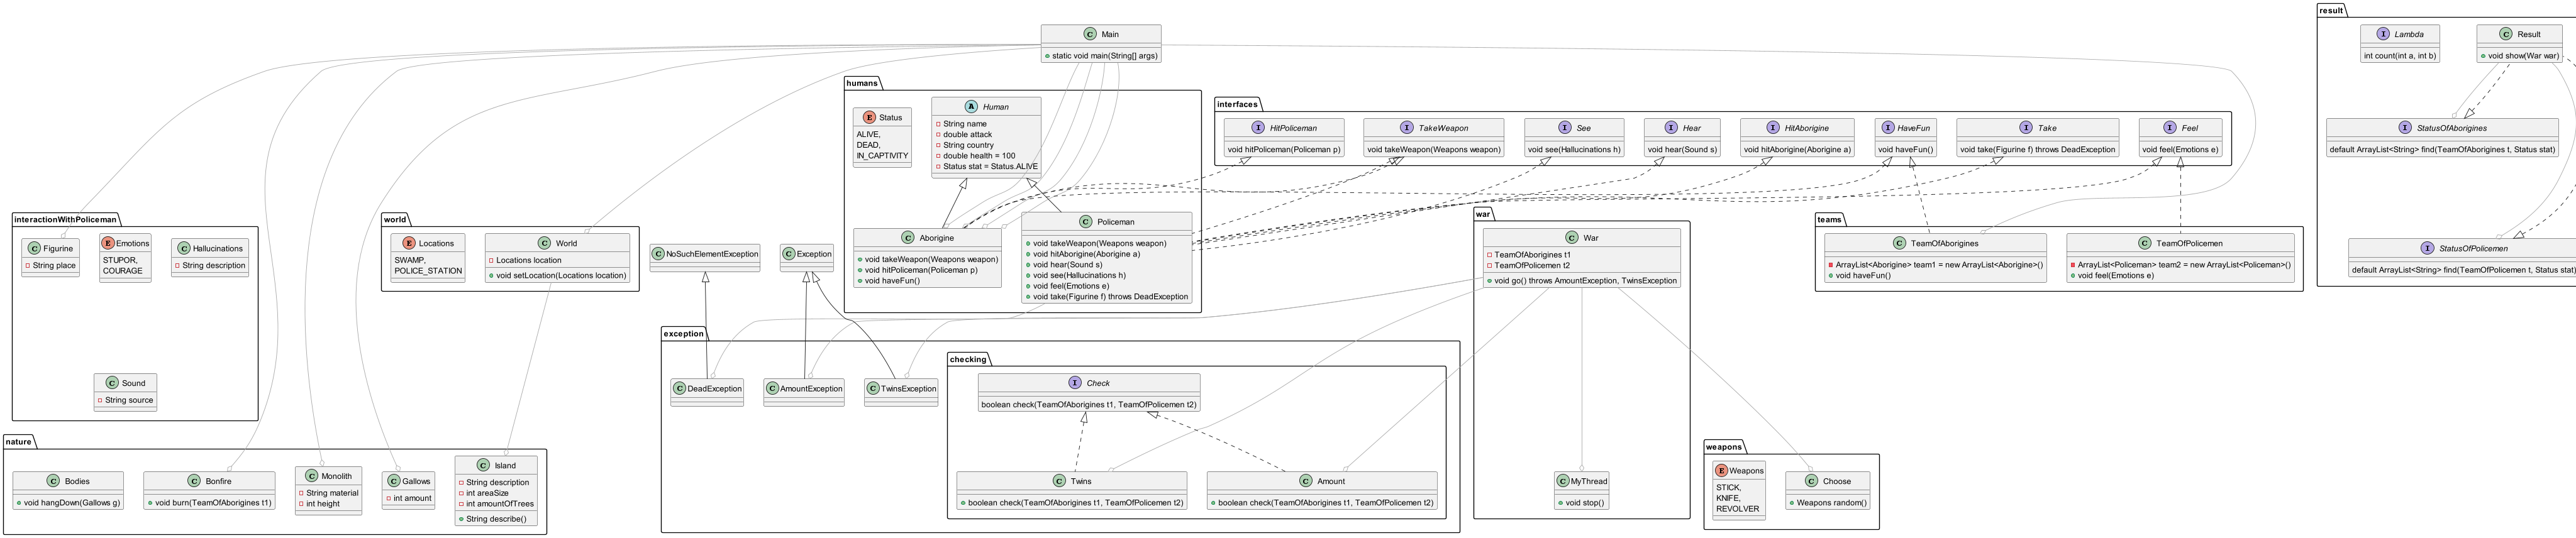 Main
static void main(String[] args)
humans
Status
ALIVE,
DEAD,
IN_CAPTIVITY
Human
String name
double attack
String country
double health = 100
Status stat = Status.ALIVE
Aborigine
void takeWeapon(Weapons weapon)
void hitPoliceman(Policeman p)
void haveFun()
Policeman
void takeWeapon(Weapons weapon)
void hitAborigine(Aborigine a)
void hear(Sound s)
void see(Hallucinations h)
void feel(Emotions e)
void take(Figurine f) throws DeadException
interfaces
HitPoliceman
void hitPoliceman(Policeman p)
TakeWeapon
void takeWeapon(Weapons weapon)
See
void see(Hallucinations h)
Hear
void hear(Sound s)
HitAborigine
void hitAborigine(Aborigine a)
HaveFun
void haveFun()
Take
void take(Figurine f) throws DeadException
Feel
void feel(Emotions e)
result
Lambda
int count(int a, int b)
Result
void show(War war)
StatusOfAborigines
default ArrayList<String> find(TeamOfAborigines t, Status stat)
StatusOfPolicemen
default ArrayList<String> find(TeamOfPolicemen t, Status stat)
interactionWithPoliceman
Figurine
String place
Emotions
STUPOR,
COURAGE
Hallucinations
String description
Sound
String source
world
Locations
SWAMP,
POLICE_STATION
World
Locations location
void setLocation(Locations location)
NoSuchElementException
Exception
war
War
TeamOfAborigines t1
TeamOfPolicemen t2
void go() throws AmountException, TwinsException
MyThread
void stop()
teams
TeamOfAborigines
ArrayList<Aborigine> team1 = new ArrayList<Aborigine>()
void haveFun()
TeamOfPolicemen
ArrayList<Policeman> team2 = new ArrayList<Policeman>()
void feel(Emotions e)
exception
DeadException
AmountException
TwinsException
checking
Check
boolean check(TeamOfAborigines t1, TeamOfPolicemen t2)
Twins
boolean check(TeamOfAborigines t1, TeamOfPolicemen t2)
Amount
boolean check(TeamOfAborigines t1, TeamOfPolicemen t2)
nature
Bodies
void hangDown(Gallows g)
Bonfire
void burn(TeamOfAborigines t1)
Monolith
String material
int height
Gallows
int amount
Island
String description
int areaSize
int amountOfTrees
String describe()
weapons
Weapons
STICK,
KNIFE,
REVOLVER
Choose
Weapons random()